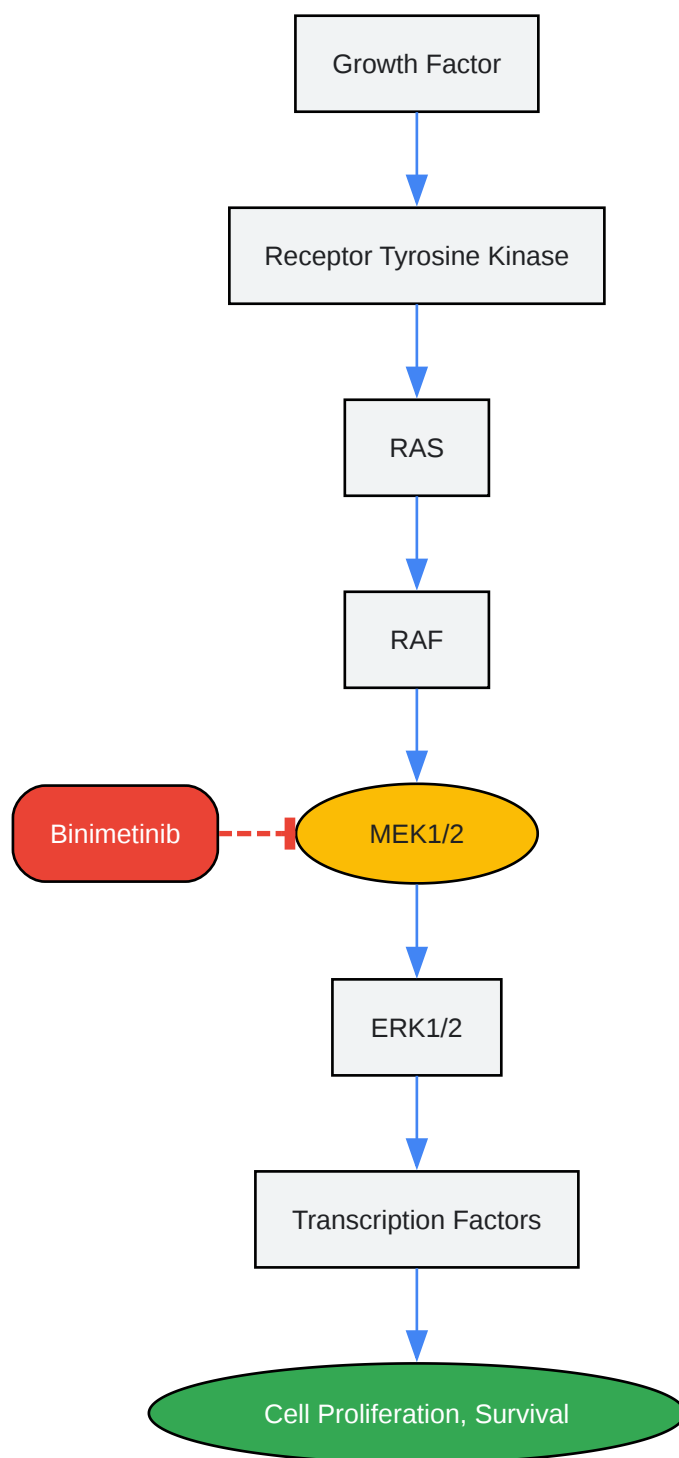 Growth Factor
Receptor Tyrosine Kinase
RAS
RAF
Binimetinib
MEK1/2
ERK1/2
Transcription Factors
Cell Proliferation, Survival